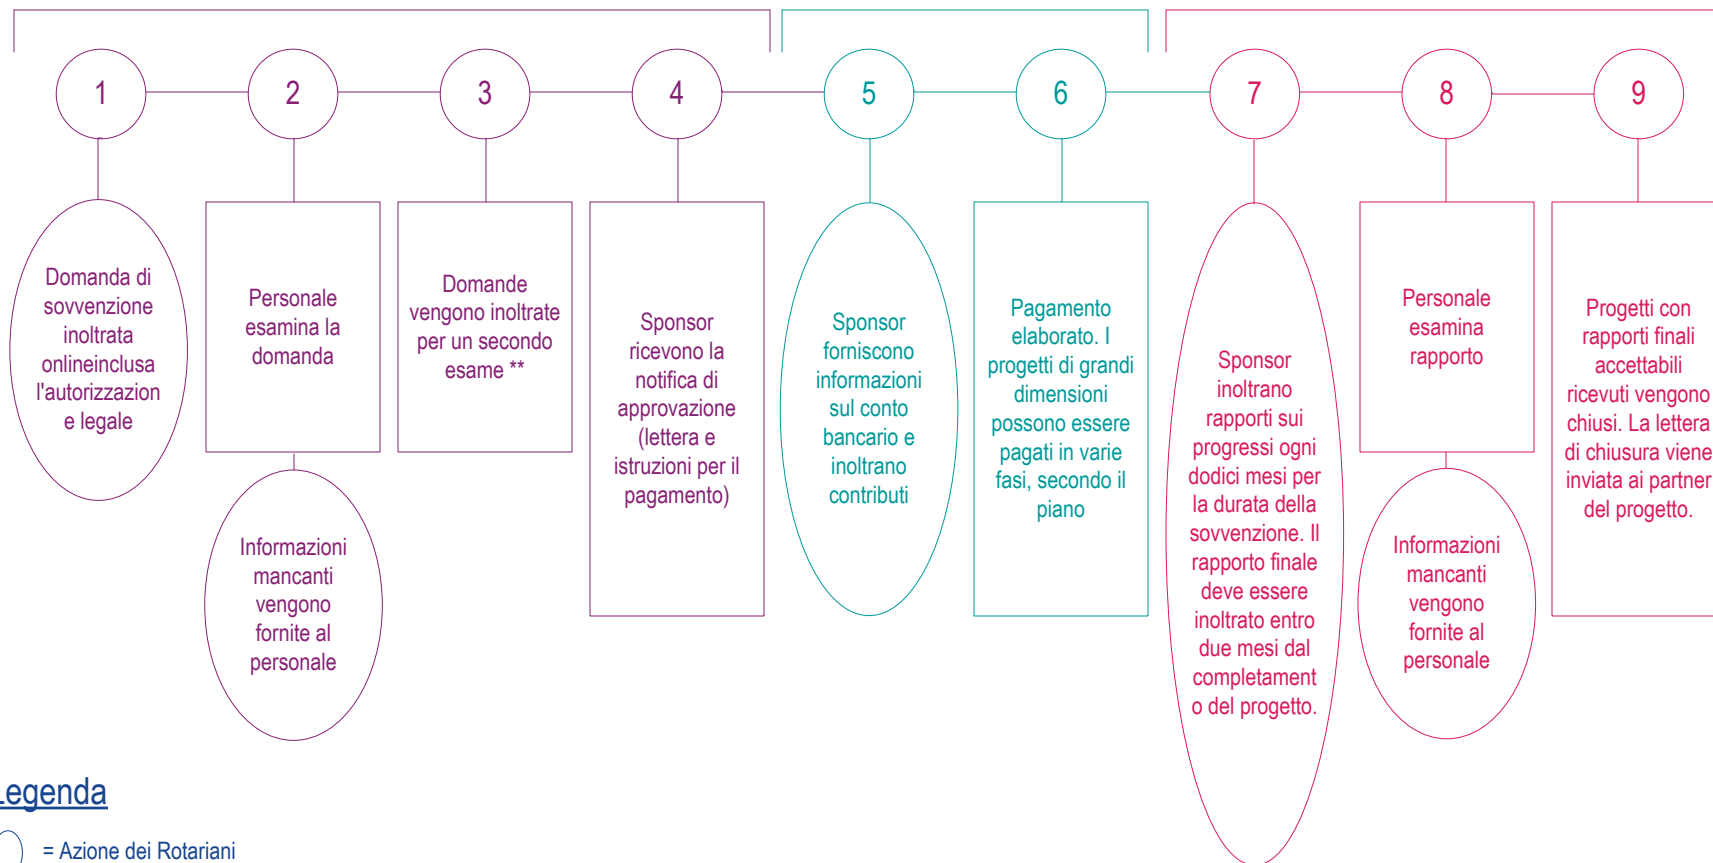 1
2
3
4
5
6
7
8
9
Domanda di
sovvenzione
inoltrata
onlineinclusa
l'autorizzazion
e legale
Personale
esamina la
domanda
Informazioni
mancanti
vengono
fornite al
personale
Domande
vengono inoltrate
per un secondo
esame **
Sponsor
ricevono la
notifica di
approvazione
(lettera e
istruzioni per il
pagamento)
Sponsor
forniscono
informazioni
sul conto
bancario e
inoltrano
contributi
Pagamento
elaborato. I
progetti di grandi
dimensioni
possono essere
pagati in varie
fasi, secondo il
piano
Sponsor
inoltrano
rapporti sui
progressi ogni
dodici mesi per
la durata della
sovvenzione. Il
rapporto finale
deve essere
inoltrato entro
due mesi dal
completament
o del progetto.
Personale
esamina
rapporto
Informazioni
mancanti
vengono
fornite al
personale
Progetti con
rapporti finali
accettabili
ricevuti vengono
chiusi. La lettera
di chiusura viene
inviata ai partner
del progetto.
Legenda
= Azione dei Rotariani